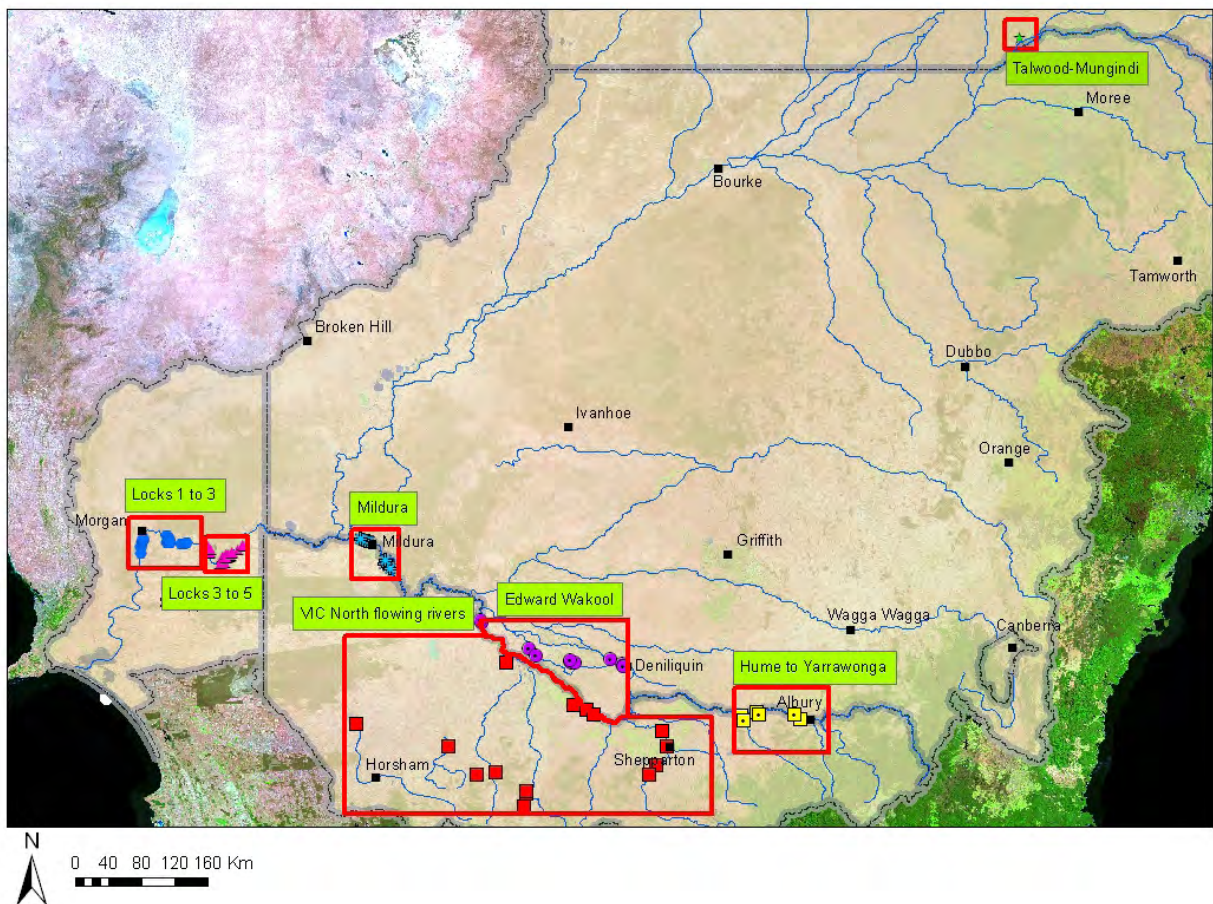 Talwood-Mungindi
Moree
Bourke
Tamworth
Broken Hill
Dubbo
Ivanhoe
Orange
Locks 1 to 3
Mildura
Morgan
Mildura
Griffith
Locks 3 to 5
VIC North flowing rivers
Edward Wakool
Wagga Wagga
Canberra
Deniliquin
Hume to Yarrawonga
Albury
Shepparton
Horsham
N
0 40 80 120 160 Km